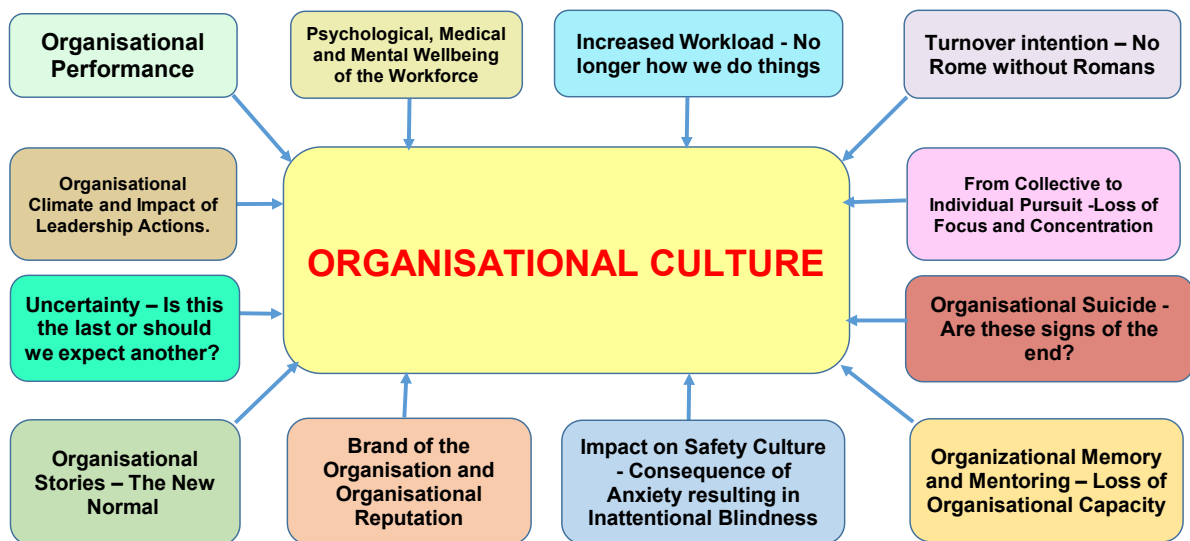 Organisational
Performance
Psychological, Medical
and Mental Wellbeing
of the Workforce
Increased Workload - No
longer how we do things
Turnover intention – No
Rome without Romans
Organisational
Climate and Impact of
Leadership Actions.
From Collective to
Individual Pursuit -Loss of
Focus and Concentration
ORGANISATIONAL CULTURE
Uncertainty – Is this
the last or should
we expect another?
Organisational Suicide -
Are these signs of the
end?
Organisational
Stories – The New
Normal
Brand of the
Organisation and
Organisational
Reputation
Impact on Safety Culture
- Consequence of
Anxiety resulting in
Inattentional Blindness
Organizational Memory
and Mentoring – Loss of
Organisational Capacity